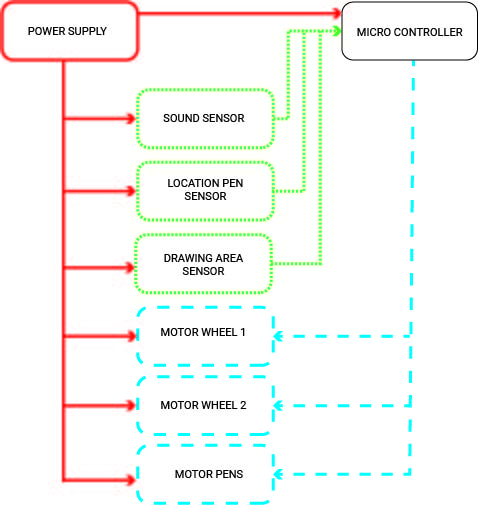 POWER SUPPLY
MICRO CONTROLLER
SOUND SENSOR
LOCATION PEN
SENSOR
DRAWING AREA
SENSOR
MOTOR WHEEL 1
MOTOR WHEEL 2
MOTOR PENS